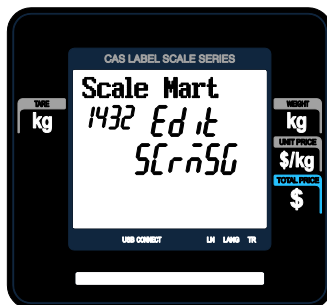 CAS LABEL SCALE SERIES
Scale Mart
1432 Edit
SCrmSG
TARE
kg
WEIGHT
kg
UNIT PRICE
$/kg
TOTAL PRICE
$
USB CONNECT LN LANG TR